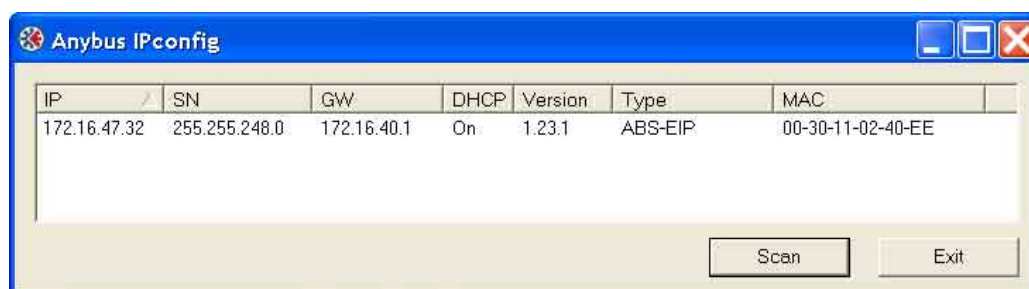 Anybus IPconfig
IP SN GW DHCP Version Type MAC
172.16.47.32 255.255.248.0 172.16.40.1 On 1.23.1 ABS-EIP 00-30-11-02-40-EE
Scan Exit